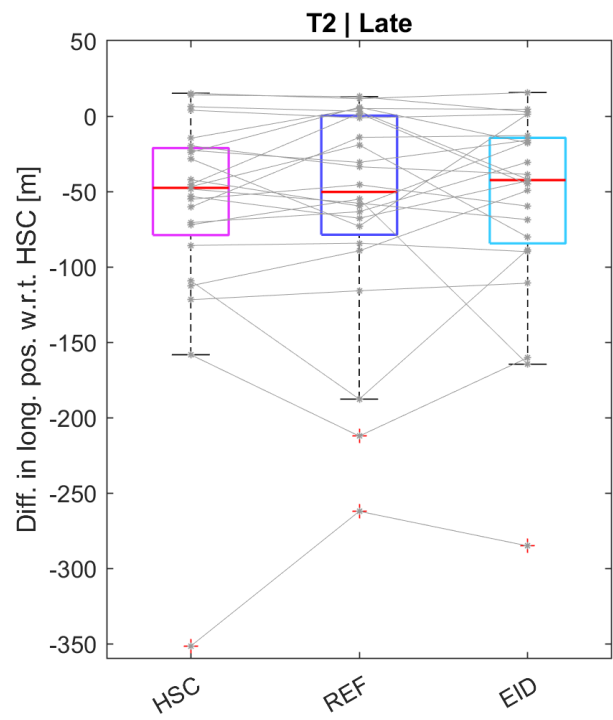 T2 | Late
50
0
-50
-100
-150
-200
-250
-300
-350
Diff. in long. pos. w.r.t. HSC [m]
HSC
REF
EID